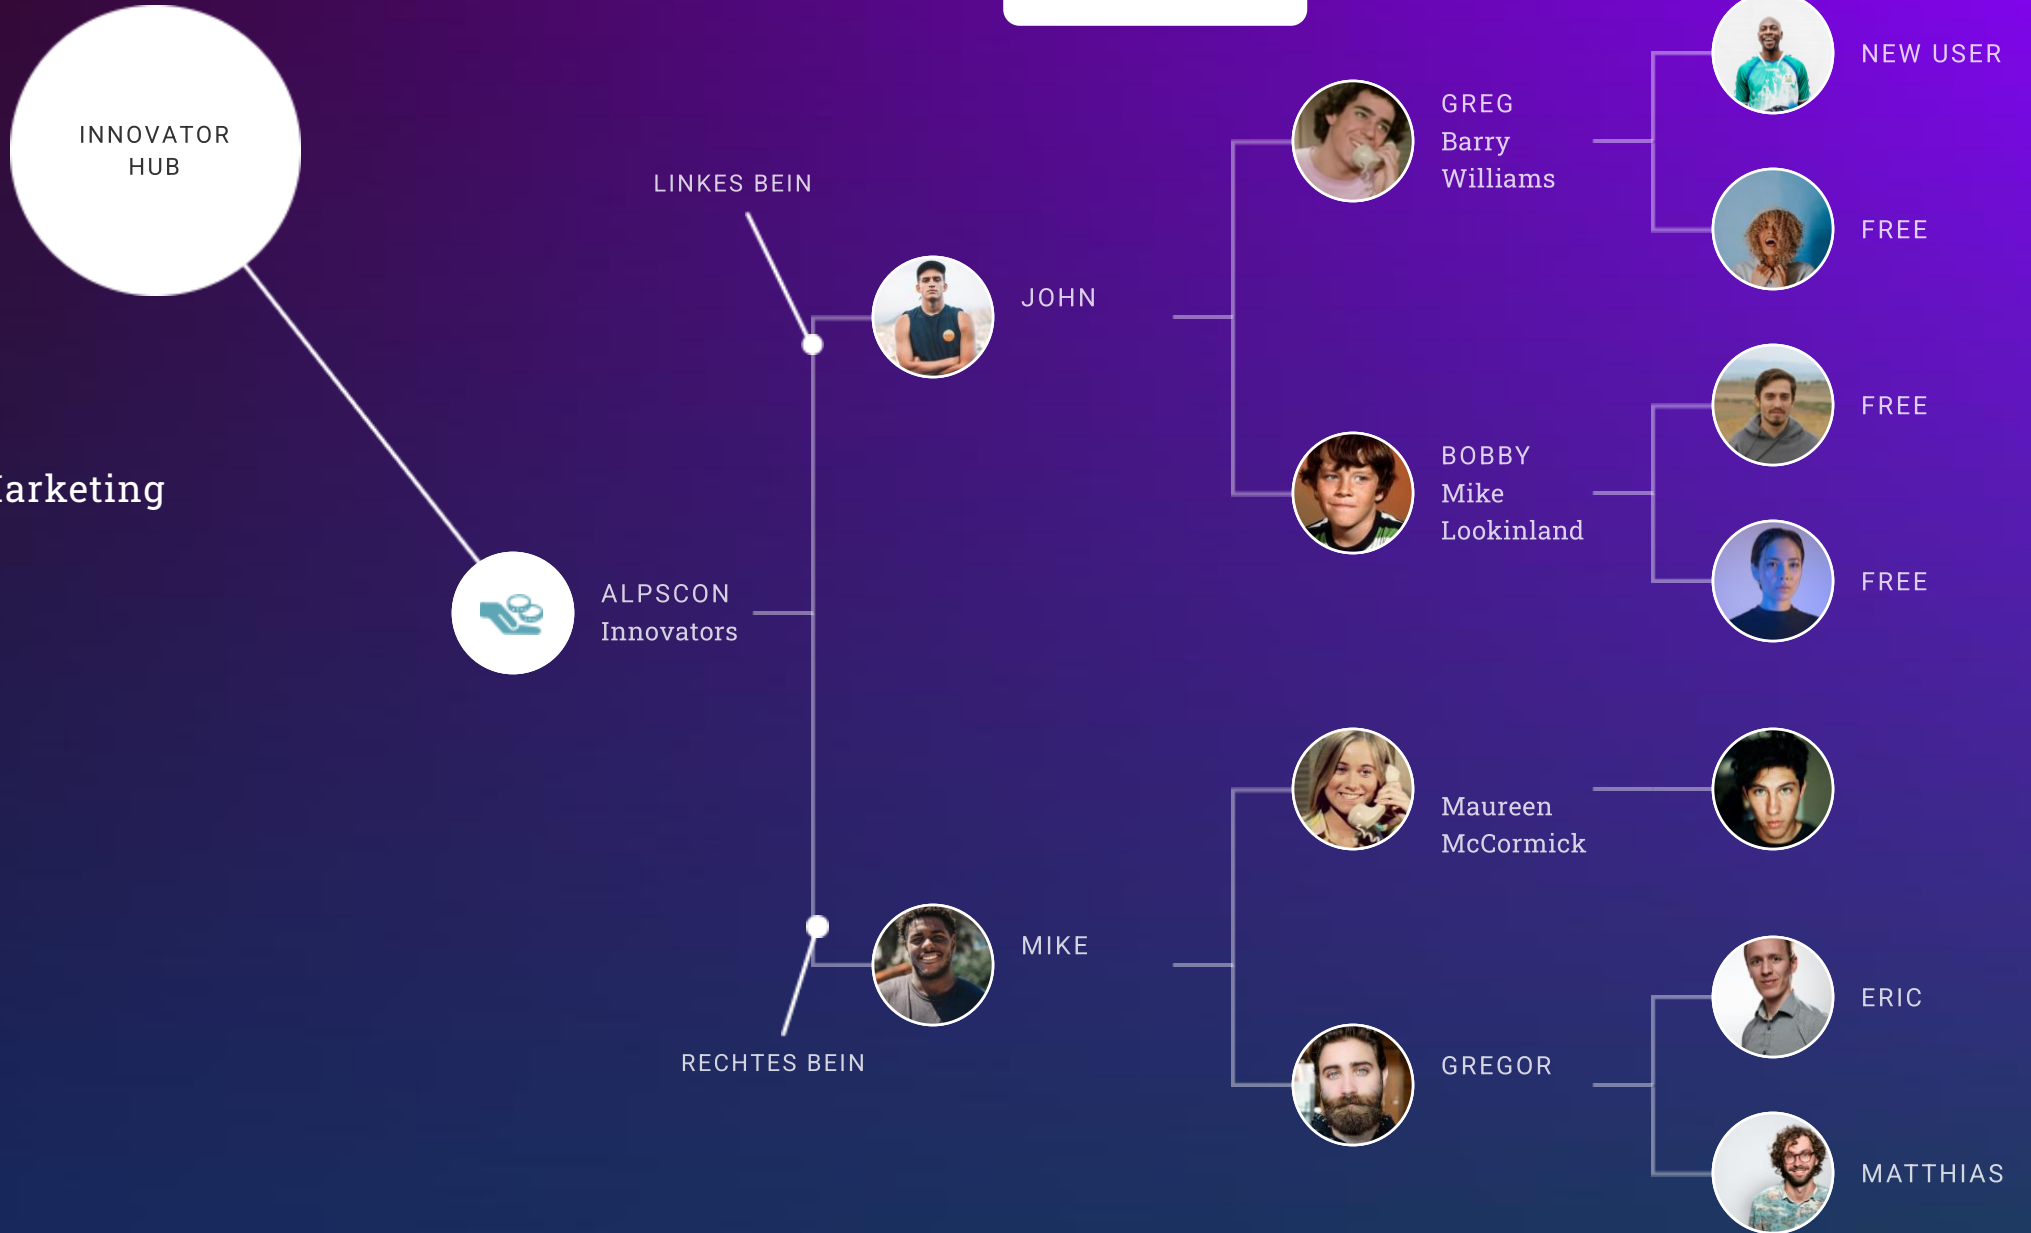 INNOVATOR
HUB
arketing
ALPSCON
Innovators
LINKES BEIN
RECHTES BEIN
JOHN
MIKE
GREG
Barry
Williams
BOBBY
Mike
Lookinland
Maureen
McCormick
GREGOR
NEW USER
FREE
FREE
FREE
ERIC
MATTHIAS